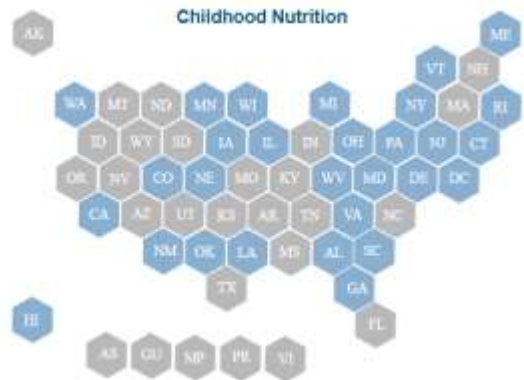 Childhood Nutrition
AK ME
VT NH
WA MT ND MN WI MI NY MA RI
ID WY SD IA IL IN OH PA NJ CT
OR NV CO NE MO KY WV MD DE DC
CA AZ UT KS AR TN VA NC
NM OK LA MS AL SC
TX GA
HI FL
AS GU MP PR VI